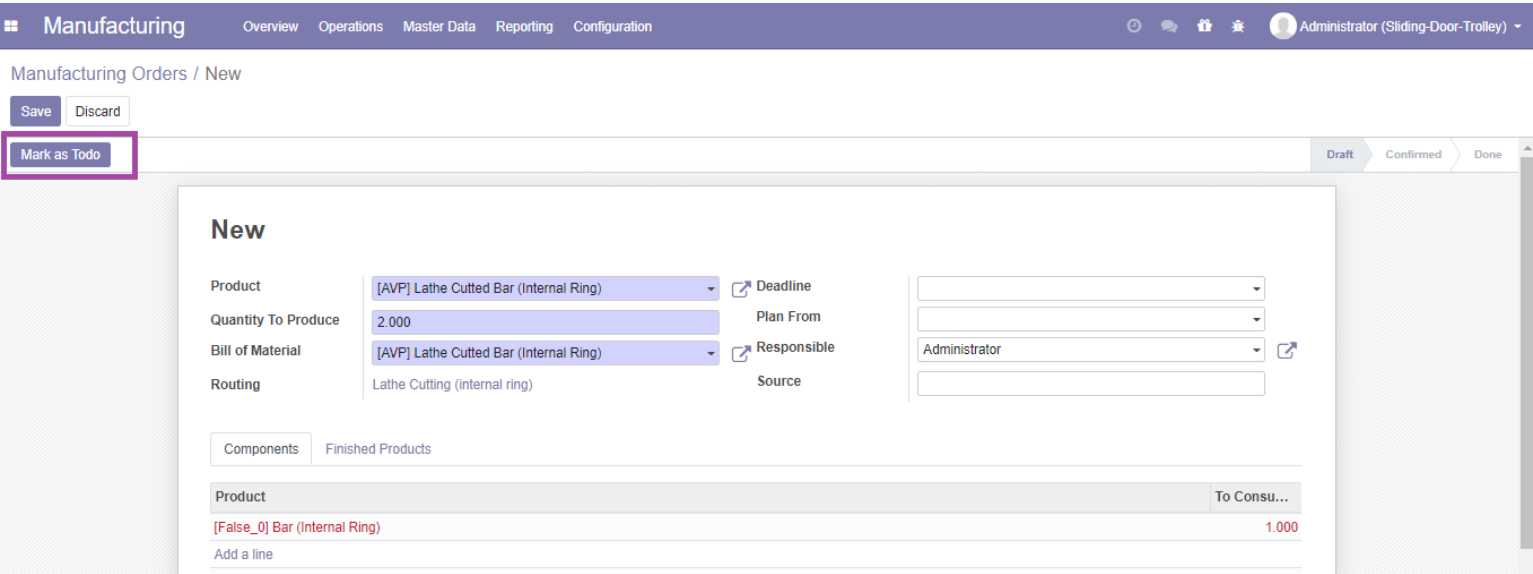 Manufacturing Overview Operations Master Data Reporting Configuration Administrator (Sliding-Door-Trolley)
Manufacturing Orders / New
Save Discard
Mark as Todo Draft Confirmed Done
New
Product [AVP] Lathe Cutted Bar (Internal Ring) Deadline
Quantity To Produce 2.000 Plan From
Bill of Material [AVP] Lathe Cutted Bar (Internal Ring) Responsible Administrator
Routing Lathe Cutting (internal ring) Source
Components Finished Products
Product To Consu...
[False_0] Bar (Internal Ring) 1.000
Add a line